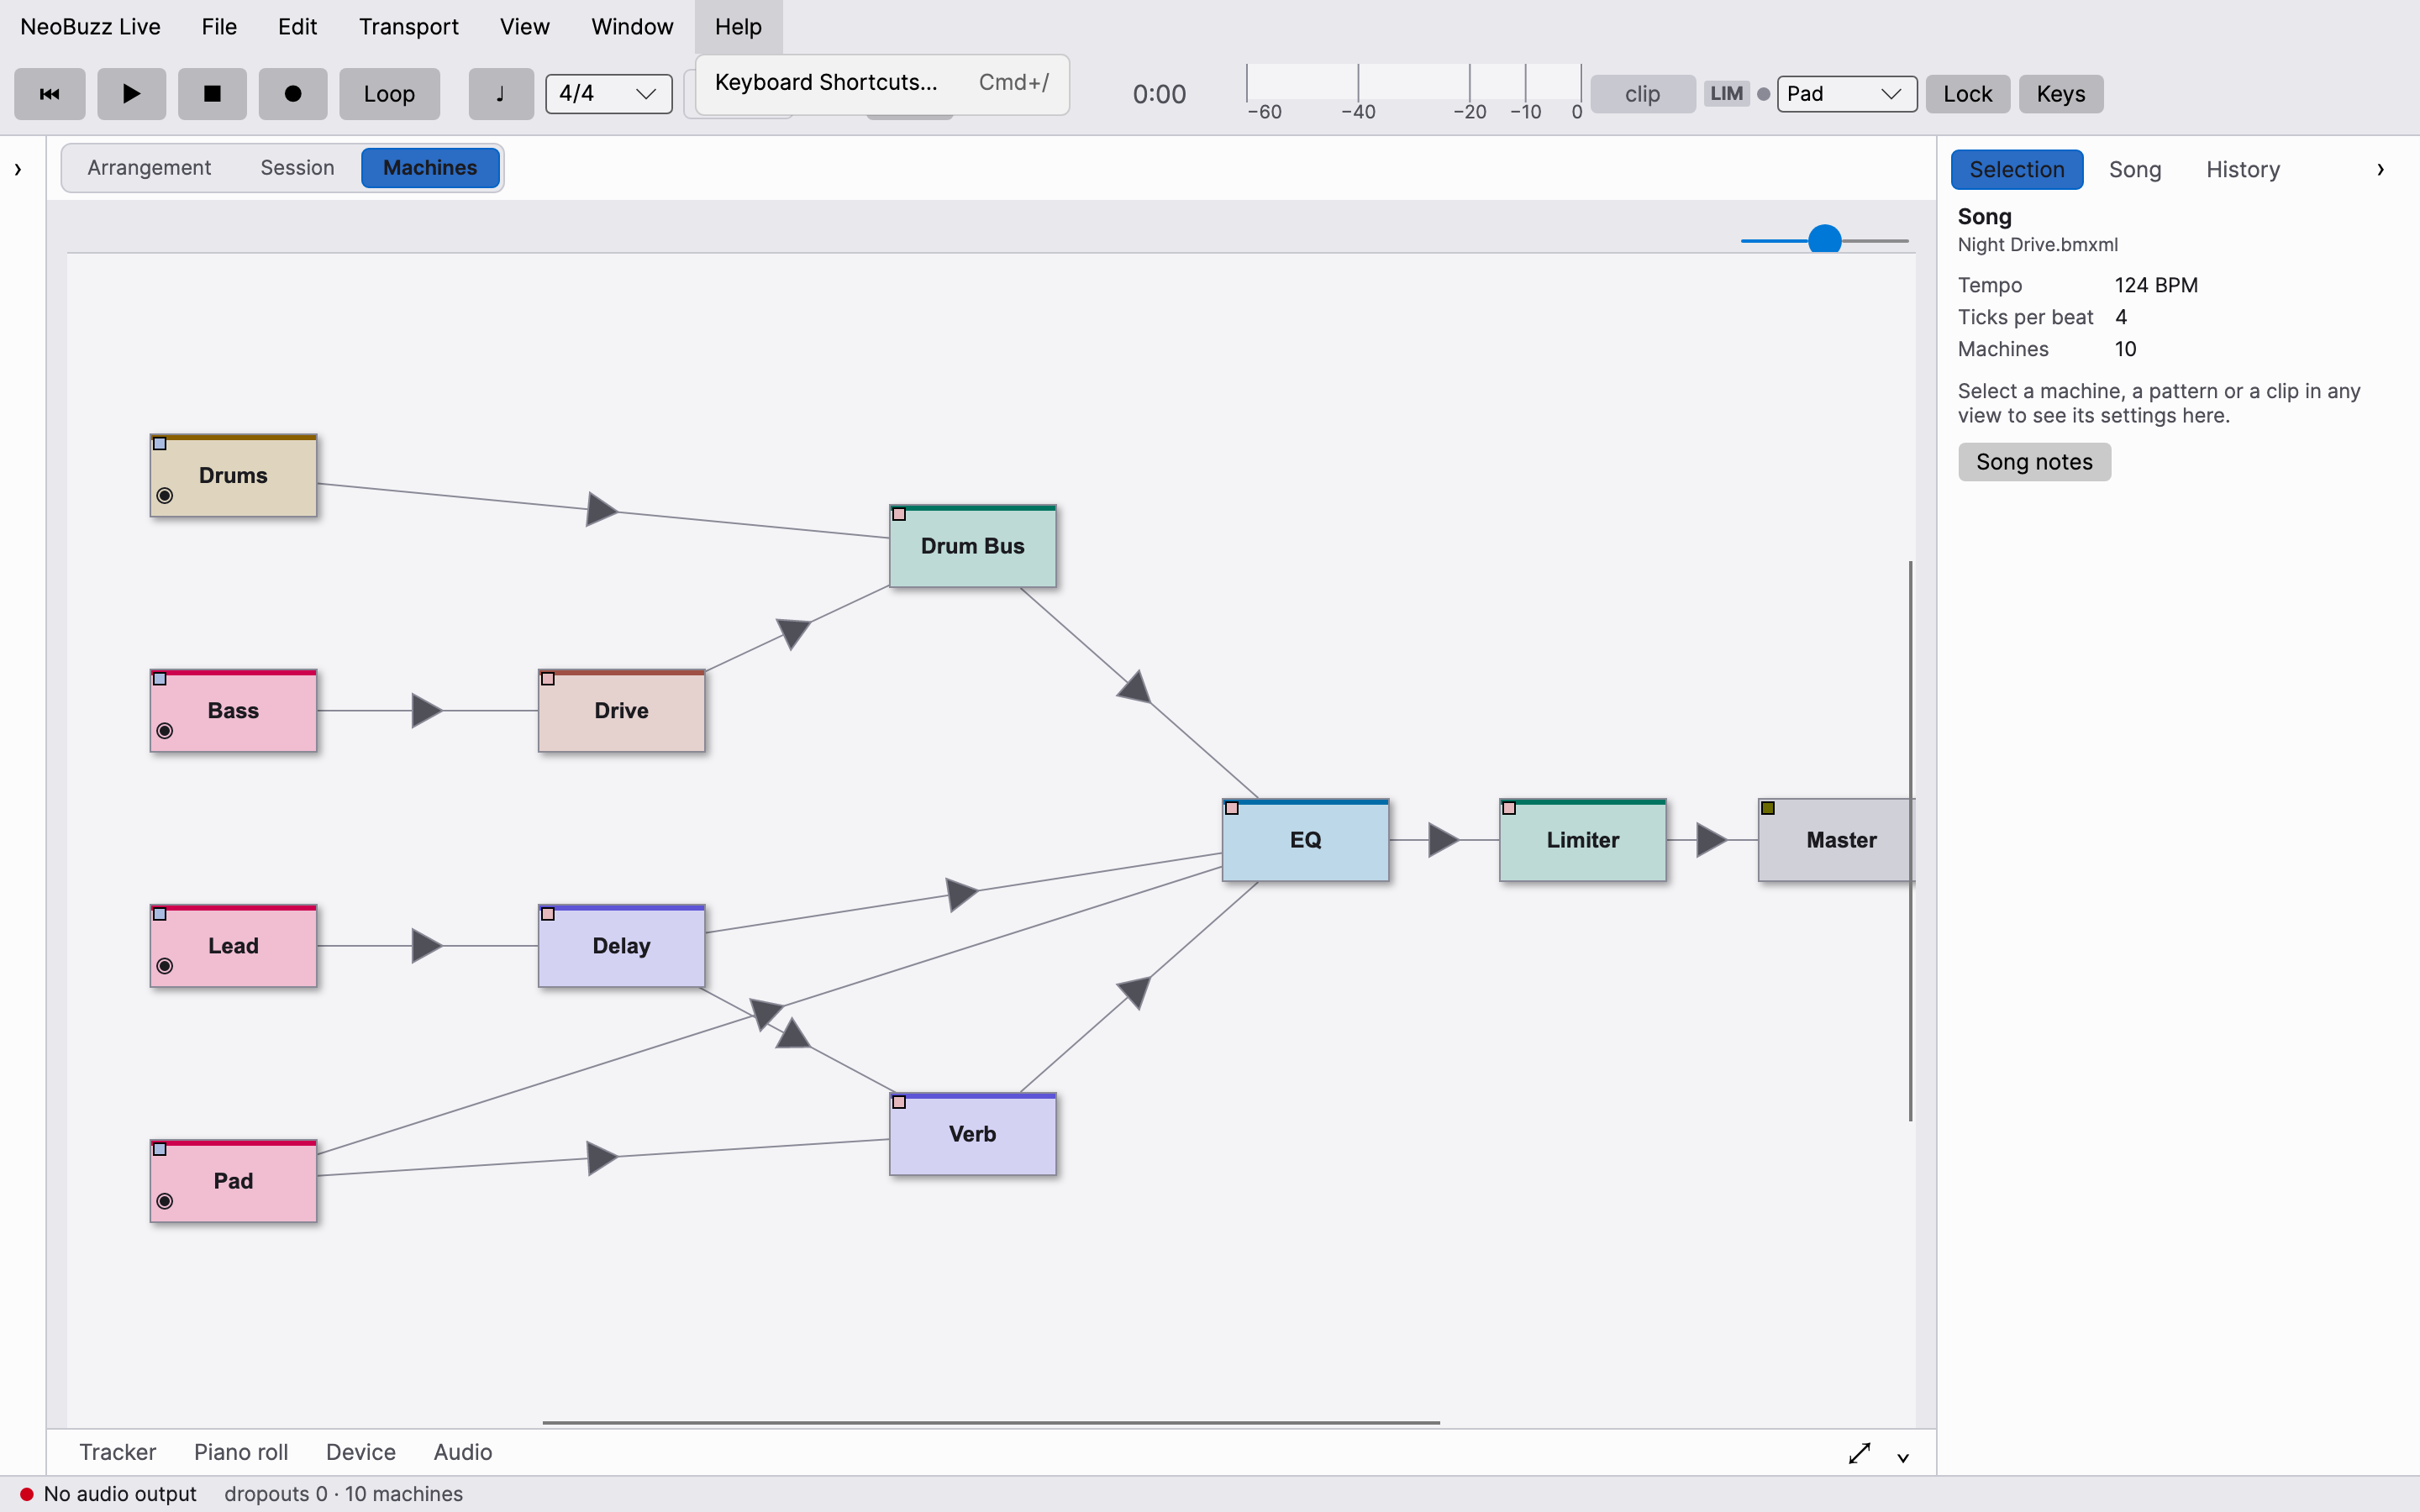 NeoBuzz Live File Edit Transport View Window Help
Keyboard Shortcuts... Cmd+/
Loop ♩ 4/4 0:00 −60 −40 −20 −10 0 clip LIM Pad Lock Keys
Arrangement Session Machines
Selection Song History
Song
Night Drive.bmxml
Tempo 124 BPM
Ticks per beat 4
Machines 10
Select a machine, a pattern or a clip in any
view to see its settings here.
Song notes
Drums
Drum Bus
Bass
Drive
EQ
Limiter
Master
Lead
Delay
Verb
Pad
Tracker Piano roll Device Audio
No audio output dropouts 0 · 10 machines